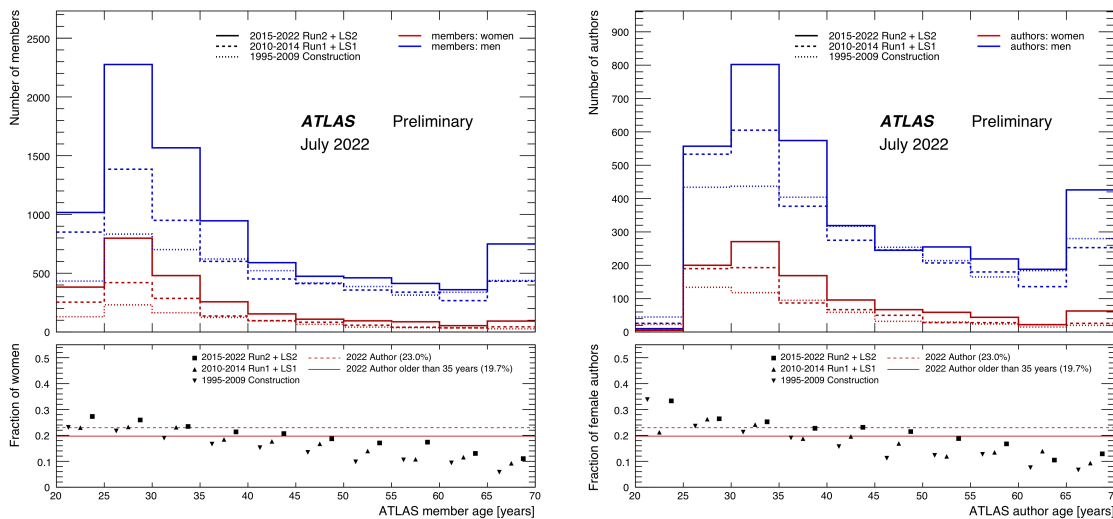 Number of members
2500
2000
1500
1000
500
0
2015-2022 Run2 + LS2
2010-2014 Run1 + LS1
1995-2009 Construction
members: women
members: men
ATLAS Preliminary
July 2022
Fraction of women
0.5
0.4
0.3
0.2
0.1
0
2015-2022 Run2 + LS2
2010-2014 Run1 + LS1
1995-2009 Construction
2022 Author (23.0%)
2022 Author older than 35 years (19.7%)
20 25 30 35 40 45 50 55 60 65 70
ATLAS member age [years]
Number of authors
900
800
700
600
500
400
300
200
100
0
2015-2022 Run2 + LS2
2010-2014 Run1 + LS1
1995-2009 Construction
authors: women
authors: men
ATLAS Preliminary
July 2022
Fraction of female authors
0.5
0.4
0.3
0.2
0.1
0
2015-2022 Run2 + LS2
2010-2014 Run1 + LS1
1995-2009 Construction
2022 Author (23.0%)
2022 Author older than 35 years (19.7%)
20 25 30 35 40 45 50 55 60 65 7
ATLAS author age [years]